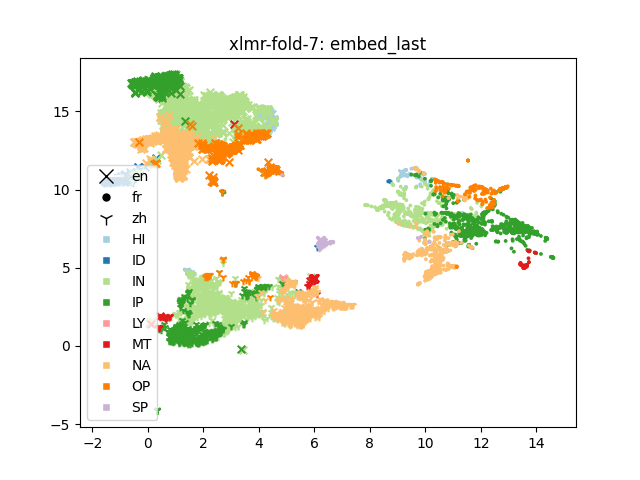 xlmr-fold-7: embed_last
15
10
5
0
−5
en
fr
zh
HI
ID
IN
IP
LY
MT
NA
OP
SP
−2 0 2 4 6 8 10 12 14